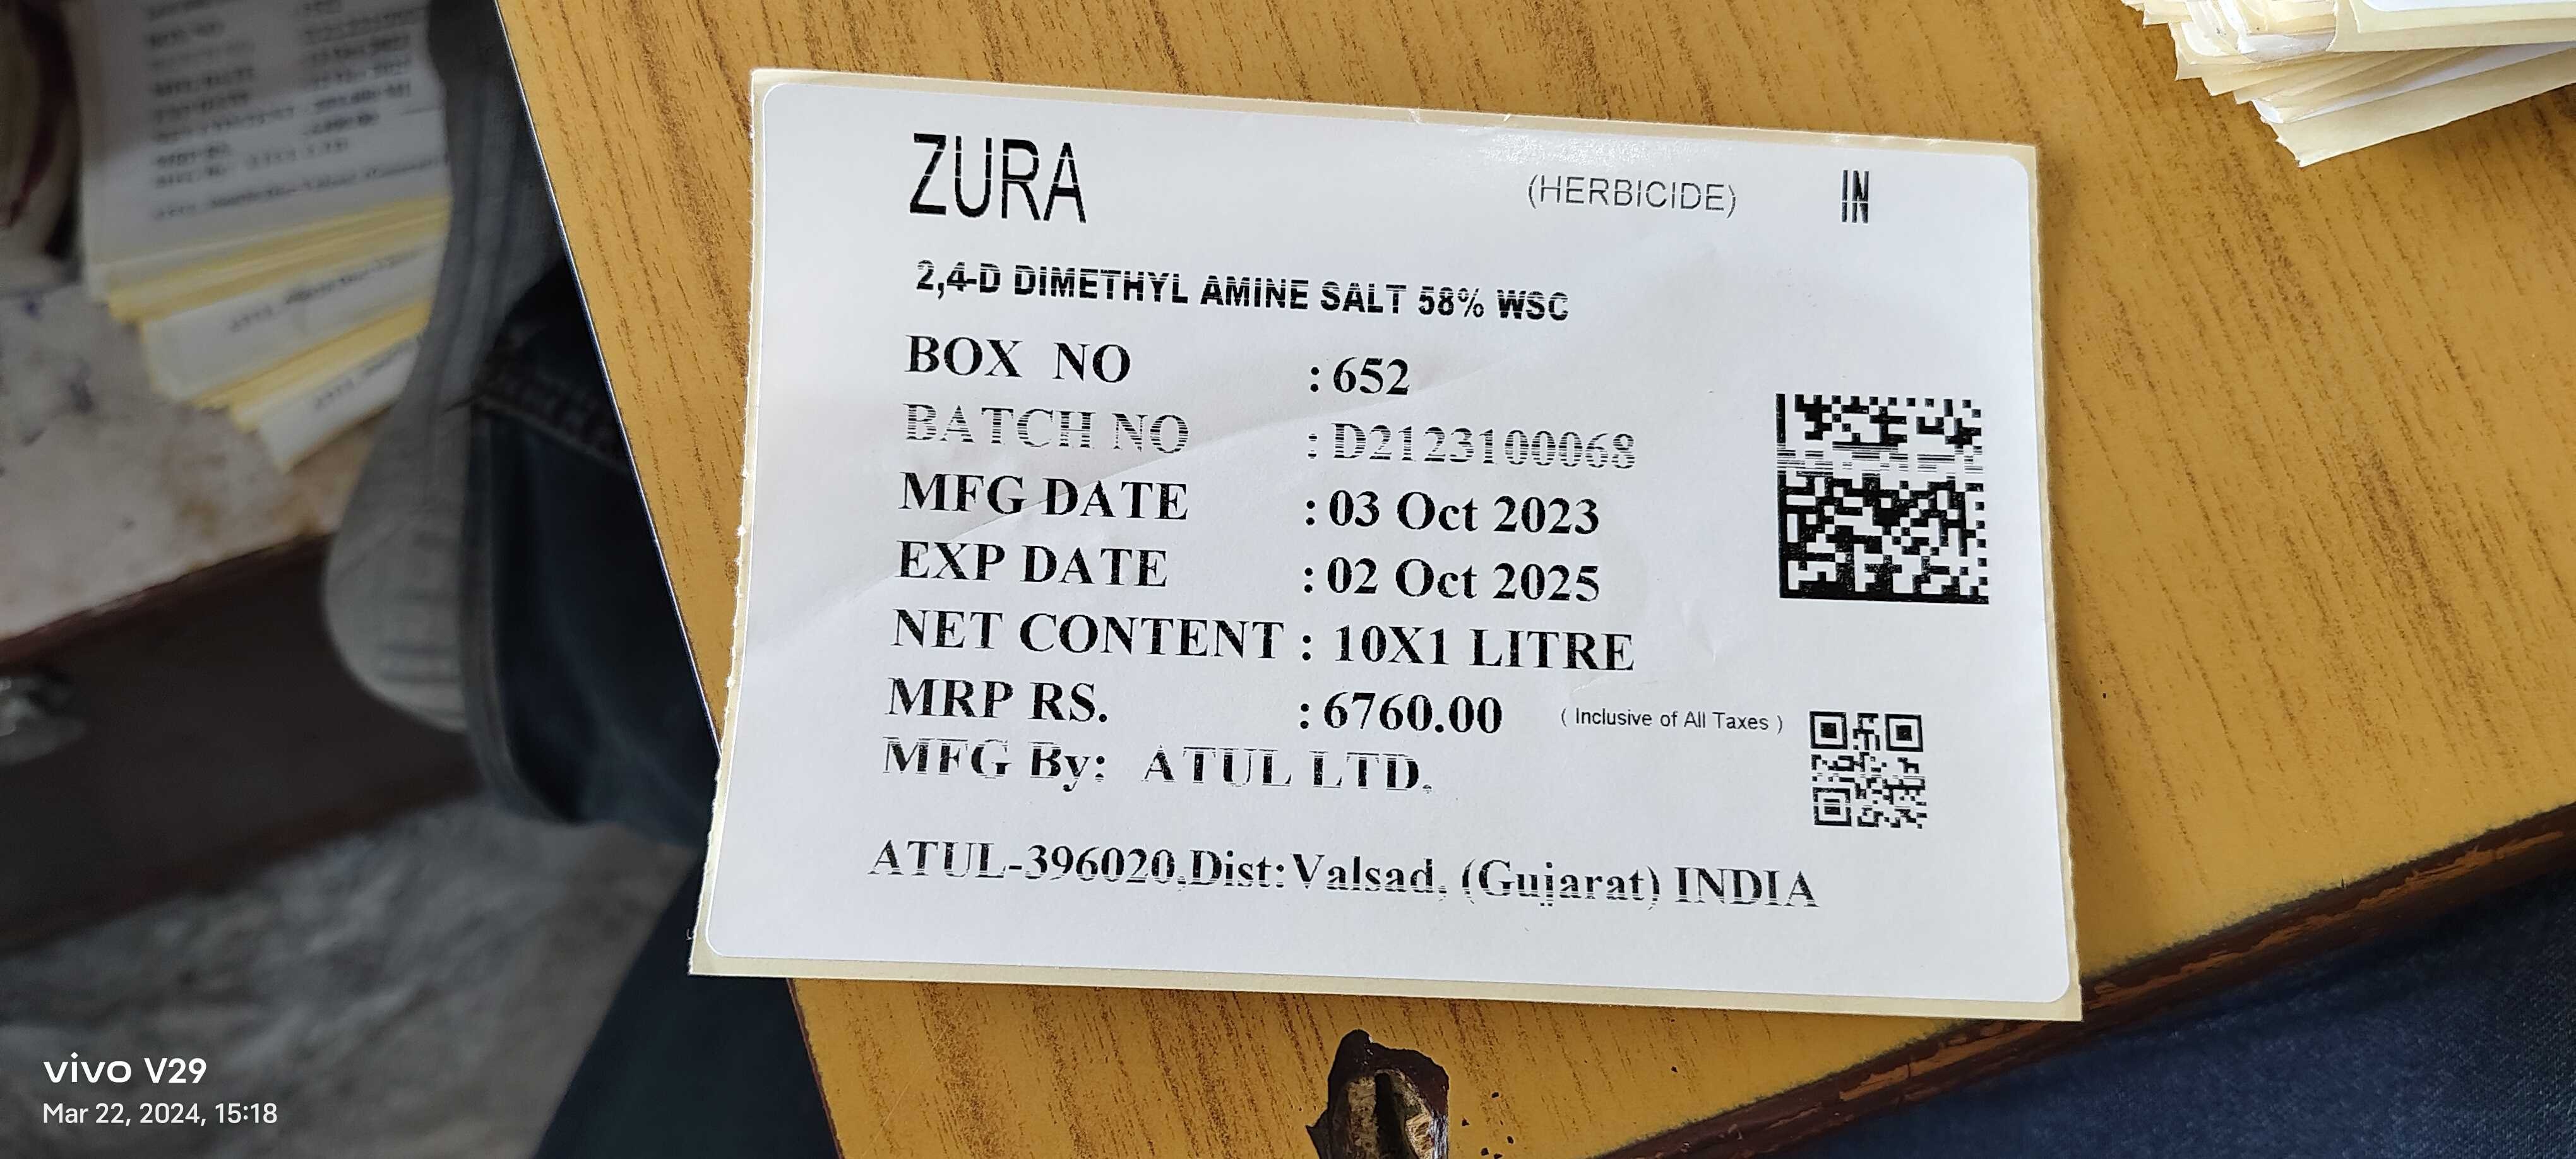 ZURA (HERBICIDE) IN
2,4-D DIMETHYL AMINE SALT 58% WSC
BOX NO : 652
BATCH NO : D2123100068
MFG DATE : 03 Oct 2023
EXP DATE : 02 Oct 2025
NET CONTENT : 10X1 LITRE
MRP RS. : 6760.00 ( Inclusive of All Taxes )
MFG By: ATUL LTD.
ATUL-396020,Dist:Valsad, (Gujarat) INDIA
vivo V29
Mar 22, 2024, 15:18